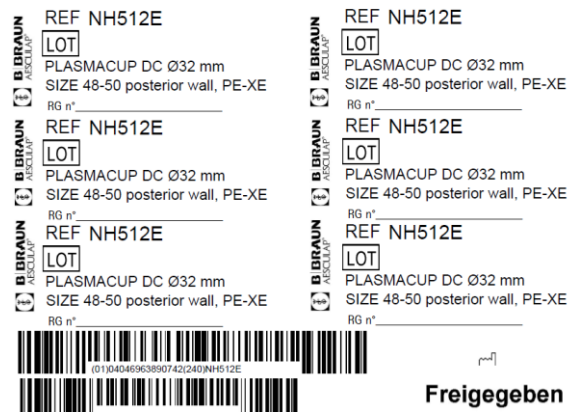 B BRAUN
AESCULAP®
REF NH512E
LOT
PLASMACUP DC Ø32 mm
SIZE 48-50 posterior wall, PE-XE
RG n°
B BRAUN
AESCULAP®
REF NH512E
LOT
PLASMACUP DC Ø32 mm
SIZE 48-50 posterior wall, PE-XE
RG n°
B BRAUN
AESCULAP®
REF NH512E
LOT
PLASMACUP DC Ø32 mm
SIZE 48-50 posterior wall, PE-XE
RG n°
B BRAUN
AESCULAP®
REF NH512E
LOT
PLASMACUP DC Ø32 mm
SIZE 48-50 posterior wall, PE-XE
RG n°
B BRAUN
AESCULAP®
REF NH512E
LOT
PLASMACUP DC Ø32 mm
SIZE 48-50 posterior wall, PE-XE
RG n°
B BRAUN
AESCULAP®
REF NH512E
LOT
PLASMACUP DC Ø32 mm
SIZE 48-50 posterior wall, PE-XE
RG n°
(01)04046963890742(240)NH512E
Freigegeben